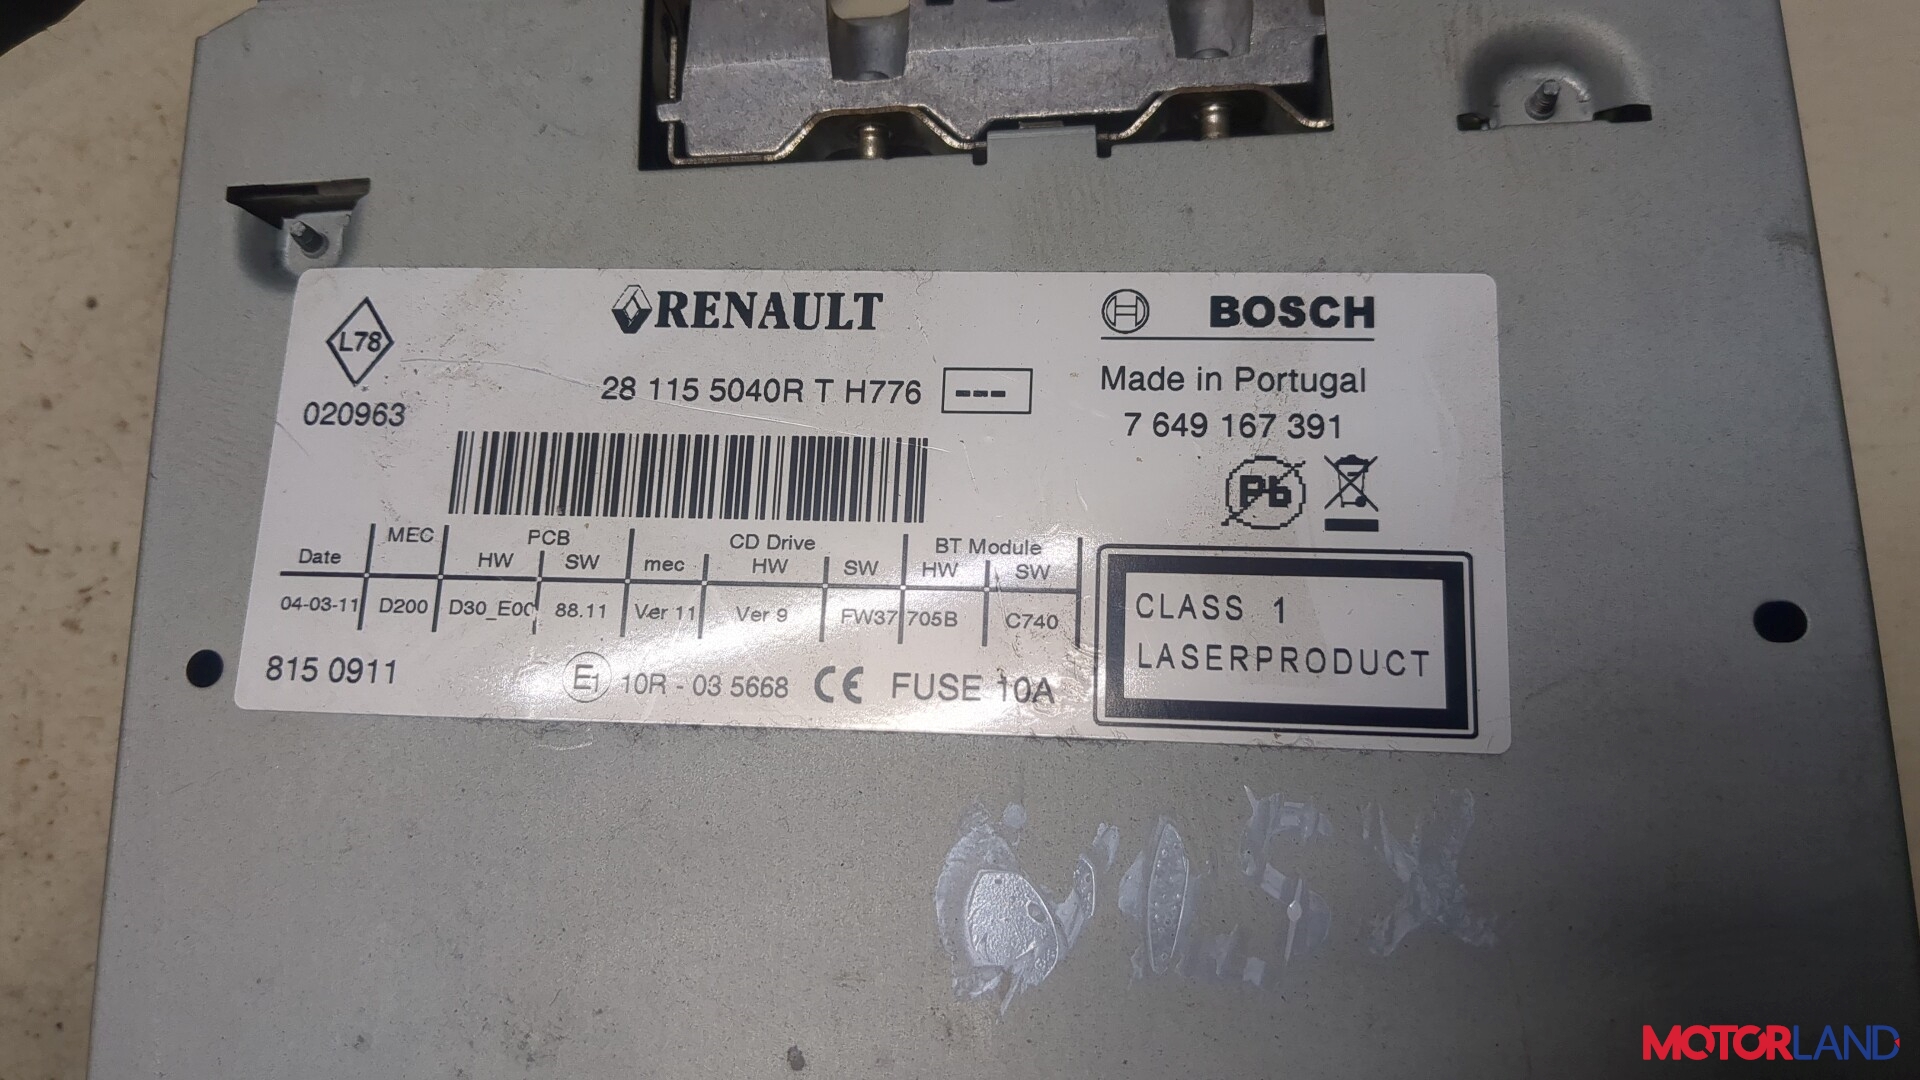 L78
020963
RENAULT
28 115 5040R T H776 ---
BOSCH
Made in Portugal
7 649 167 391
Pb
Date MEC PCB CD Drive BT Module
HW SW mec HW SW HW SW
04-03-11 D200 D30_E00 88.11 Ver 11 Ver 9 FW37 705B C740
815 0911
E1 10R - 03 5668 CE FUSE 10A
CLASS 1
LASERPRODUCT
MOTORLAND